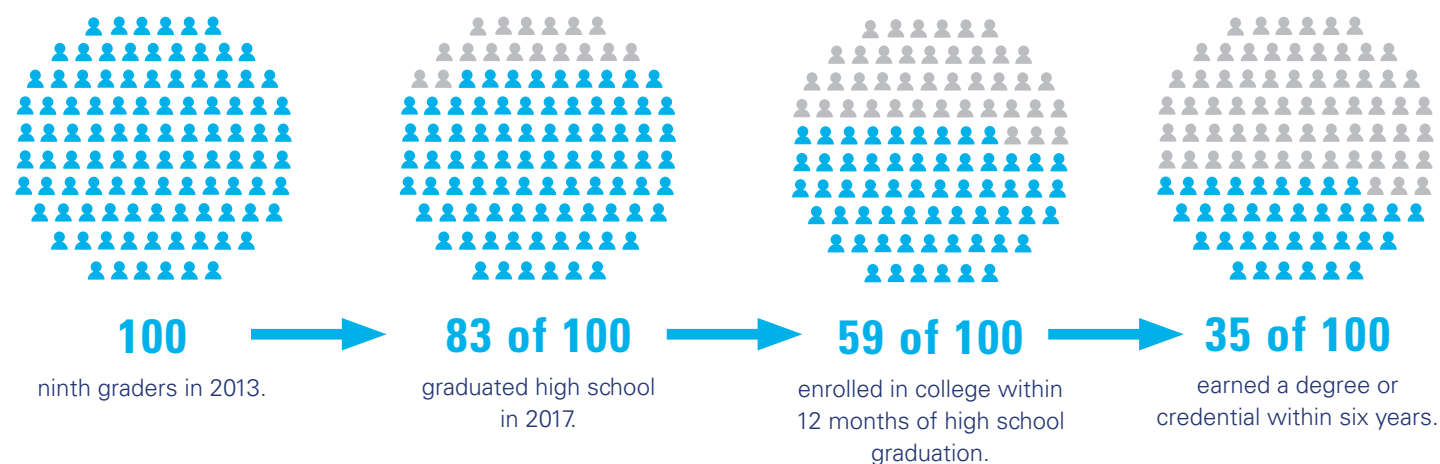 100
ninth graders in 2013.
83 of 100
graduated high school
in 2017.
59 of 100
enrolled in college within
12 months of high school
graduation.
35 of 100
earned a degree or
credential within six years.